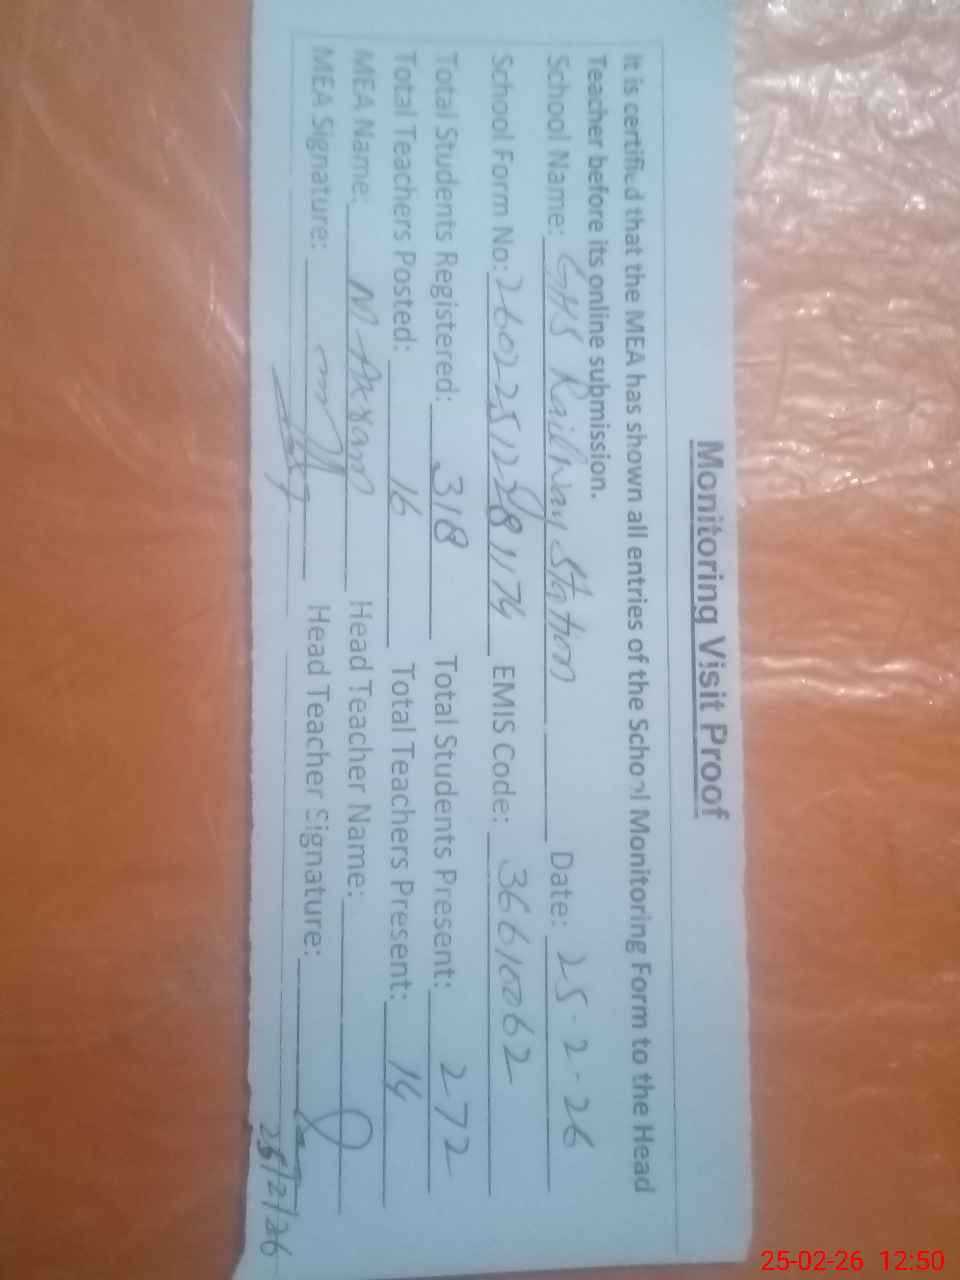 Monitoring Visit Proof
It is certified that the MEA has shown all entries of the School Monitoring Form to the Head
Teacher before its online submission.
School Name: GHS Railway Station Date: 25-2-26
School Form No: EMIS Code: 36610062
Total Students Registered: 318 Total Students Present: 272
Total Teachers Posted: 16 Total Teachers Present: 14
MEA Name: M Akram Head Teacher Name:
MEA Signature: Head Teacher Signature:
25/2/26
25-02-26 12:50